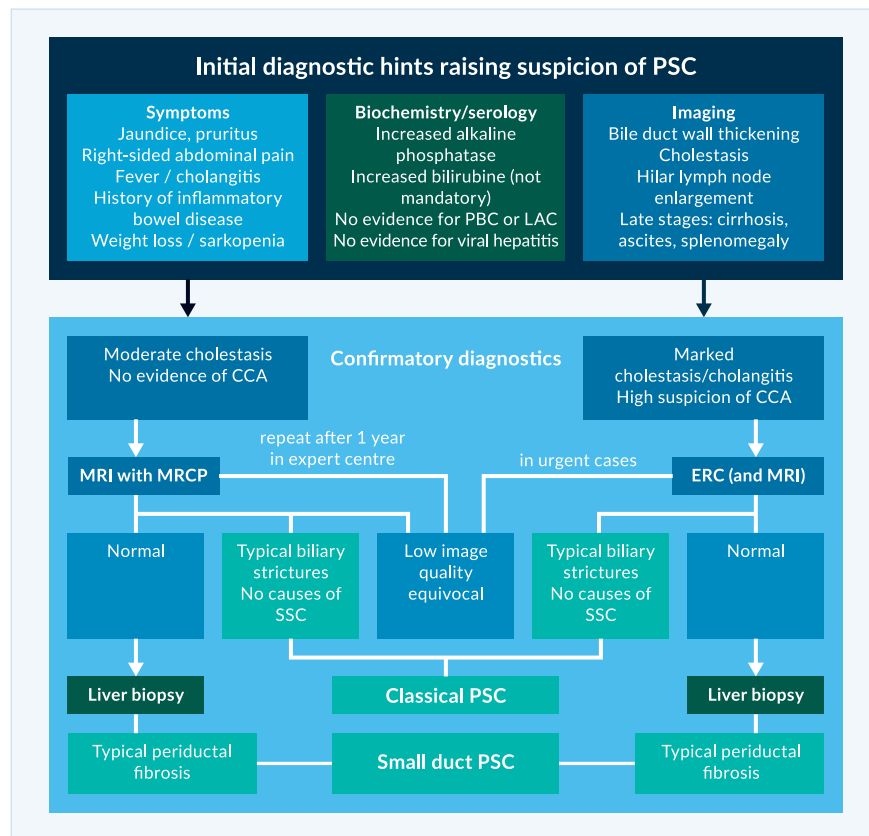 Initial diagnostic hints raising suspicion of PSC
Symptoms
Jaundice, pruritus
Right-sided abdominal pain
Fever / cholangitis
History of inflammatory
bowel disease
Weight loss / sarkopenia
Biochemistry/serology
Increased alkaline
phosphatase
Increased bilirubine (not
mandatory)
No evidence for PBC or LAC
No evidence for viral hepatitis
Imaging
Bile duct wall thickening
Cholestasis
Hilar lymph node
enlargement
Late stages: cirrhosis,
ascites, splenomegaly
Confirmatory diagnostics
Moderate cholestasis
No evidence of CCA
Marked
cholestasis/cholangitis
High suspicion of CCA
repeat after 1 year
in expert centre
in urgent cases
MRI with MRCP
ERC (and MRI)
Normal
Typical biliary
strictures
No causes of
SSC
Low image
quality
equivocal
Typical biliary
strictures
No causes of
SSC
Normal
Liver biopsy
Classical PSC
Liver biopsy
Typical periductal
fibrosis
Small duct PSC
Typical periductal
fibrosis